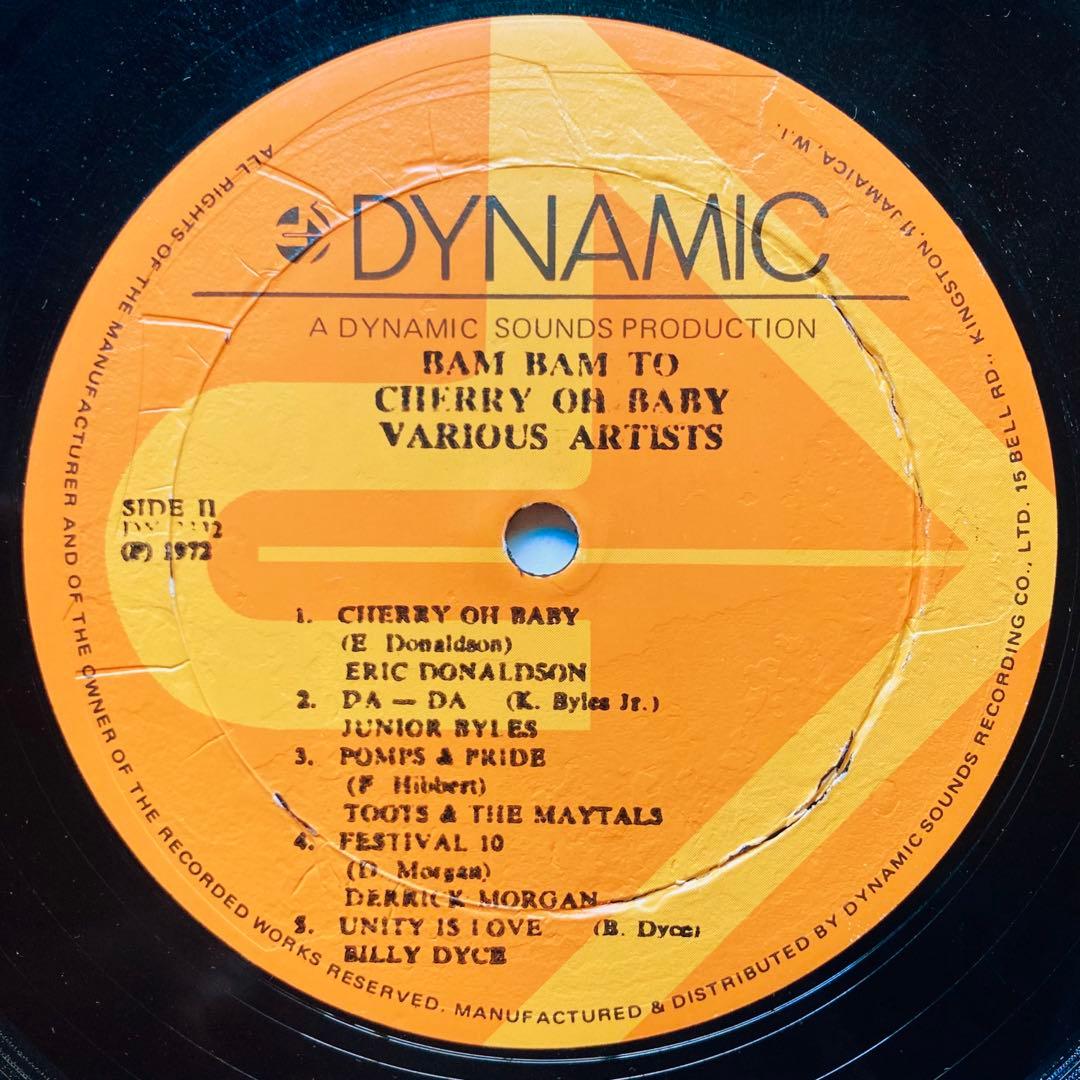 DYNAMIC
A DYNAMIC SOUNDS PRODUCTION
BAM BAM TO
CHERRY OH BABY
VARIOUS ARTISTS
SIDE II
(P) 1972
1. CHERRY OH BABY
(E Donaldson)
ERIC DONALDSON
2. DA — DA (K. Byles Jr.)
JUNIOR BYLES
3. POMPS & PRIDE
(F Hibbert)
TOOTS & THE MAYTALS
4. FESTIVAL 10
(D. Morgan)
DERRICK MORGAN
5. UNITY IS LOVE (B. Dyce)
BILLY DYCE
ALL RIGHTS OF THE MANUFACTURER AND OF THE OWNER OF THE RECORDED WORKS RESERVED. MANUFACTURED & DISTRIBUTED BY DYNAMIC SOUNDS RECORDING CO., LTD. 15 BELL RD., KINGSTON, 11 JAMAICA, W.I.